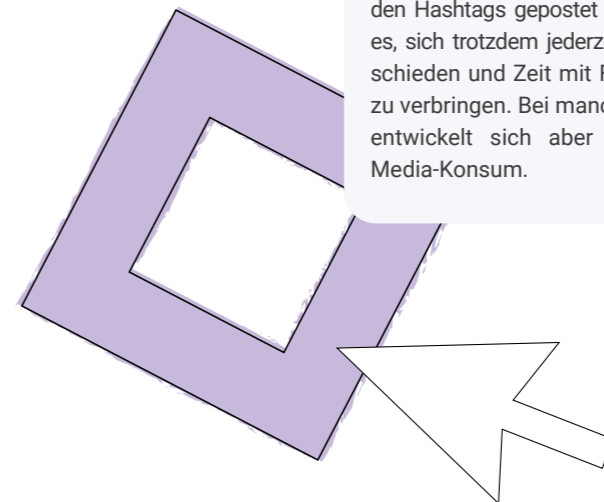 den Hashtags gepostet
es, sich trotzdem jederz
schieden und Zeit mit F
zu verbringen. Bei mand
entwickelt sich aber
Media-Konsum.